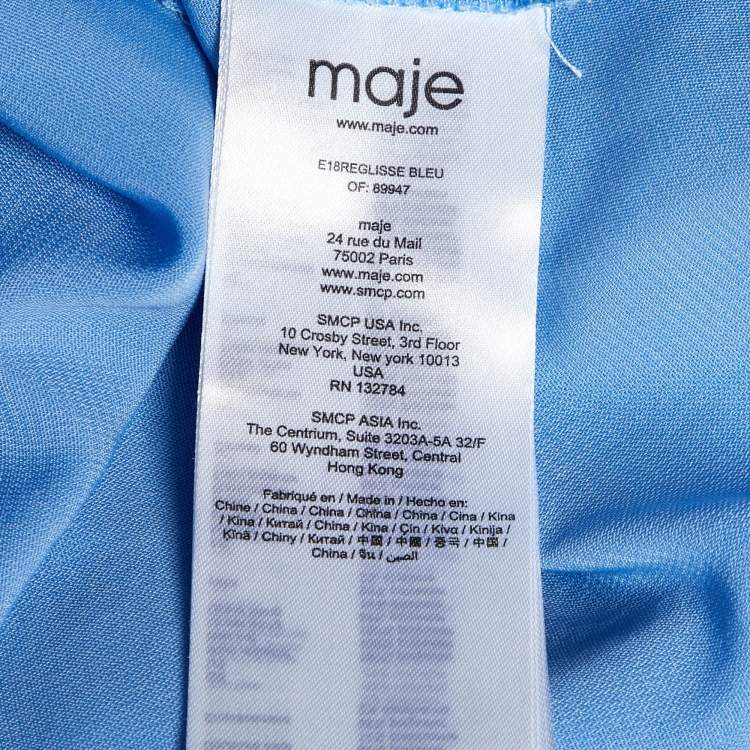 maje
www.maje.com
E18REGLISSE BLEU
OF: 89947
maje
24 rue du Mail
75002 Paris
www.maje.com
www.smcp.com
SMCP USA Inc.
10 Crosby Street, 3rd Floor
New York, New york 10013
USA
RN 132784
SMCP ASIA Inc.
The Centrium, Suite 3203A-5A 32/F
60 Wyndham Street, Central
Hong Kong
Fabriqué en / Made in / Hecho en:
Chine / China / China / China / China / Cina / Kina
/ Kina / Китай / China / Kina / Çin / Κίνα / Kinija /
Ķīnā / Chiny / Китай / 中国 / 中國 / 중국 / 中国 /
China / จีน / الصين